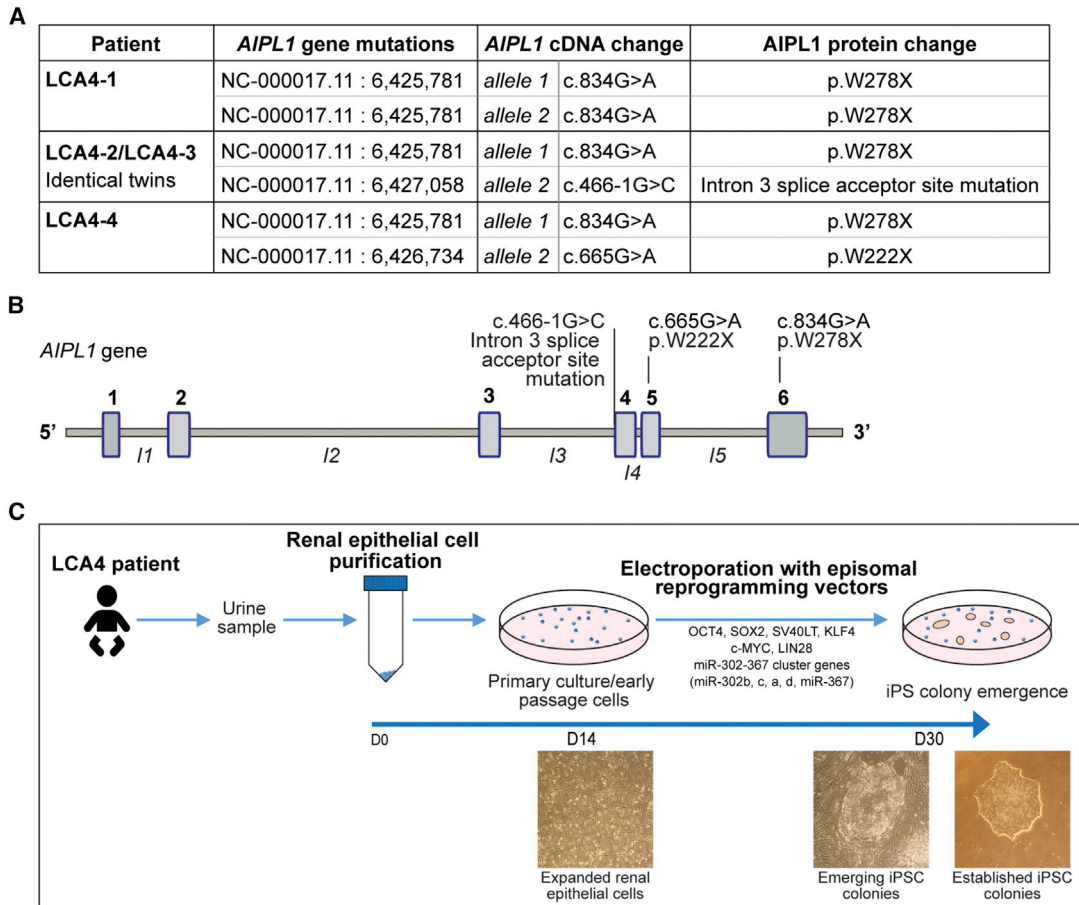 A
Patient AIPL1 gene mutations AIPL1 cDNA change AIPL1 protein change
LCA4-1 NC-000017.11 : 6,425,781 allele 1 c.834G>A p.W278X
NC-000017.11 : 6,425,781 allele 2 c.834G>A p.W278X
LCA4-2/LCA4-3 NC-000017.11 : 6,425,781 allele 1 c.834G>A p.W278X
Identical twins NC-000017.11 : 6,427,058 allele 2 c.466-1G>C Intron 3 splice acceptor site mutation
LCA4-4 NC-000017.11 : 6,425,781 allele 1 c.834G>A p.W278X
NC-000017.11 : 6,426,734 allele 2 c.665G>A p.W222X
B
AIPL1 gene
c.466-1G>C
Intron 3 splice
acceptor site
mutation
c.665G>A
p.W222X
c.834G>A
p.W278X
1 2 3 4 5 6
5' 3'
I1 I2 I3 I4 I5
C
LCA4 patient
Urine
sample
Renal epithelial cell
purification
Primary culture/early
passage cells
Electroporation with episomal
reprogramming vectors
OCT4, SOX2, SV40LT, KLF4
c-MYC, LIN28
miR-302-367 cluster genes
(miR-302b, c, a, d, miR-367)
iPS colony emergence
D0 D14 D30
Expanded renal
epithelial cells
Emerging iPSC
colonies
Established iPSC
colonies